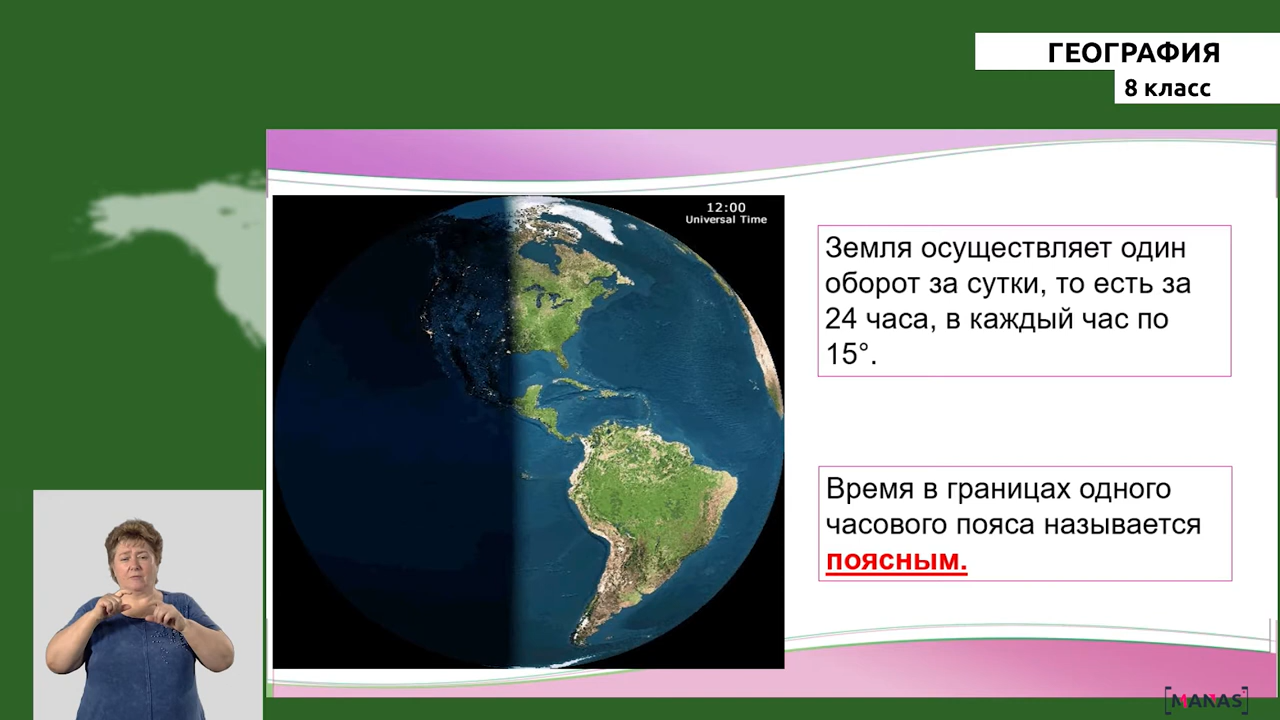 ГЕОГРАФИЯ
8 класс
12:00
Universal Time
Земля осуществляет один
оборот за сутки, то есть за
24 часа, в каждый час по
15°.
Время в границах одного
часового пояса называется
поясным.
[MANAS]